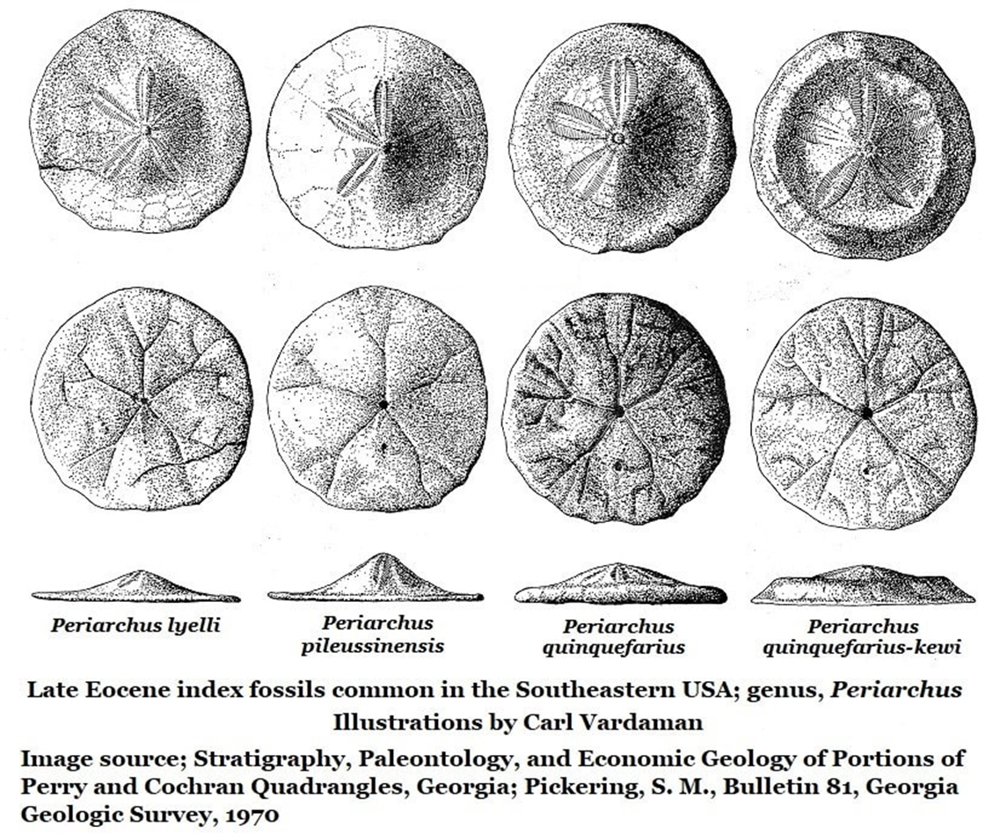 Periarchus lyelli
Periarchus
pileussinensis
Periarchus
quinquefarius
Periarchus
quinquefarius-kewi
Late Eocene index fossils common in the Southeastern USA; genus, Periarchus
Illustrations by Carl Vardaman
Image source; Stratigraphy, Paleontology, and Economic Geology of Portions of
Perry and Cochran Quadrangles, Georgia; Pickering, S. M., Bulletin 81, Georgia
Geologic Survey, 1970